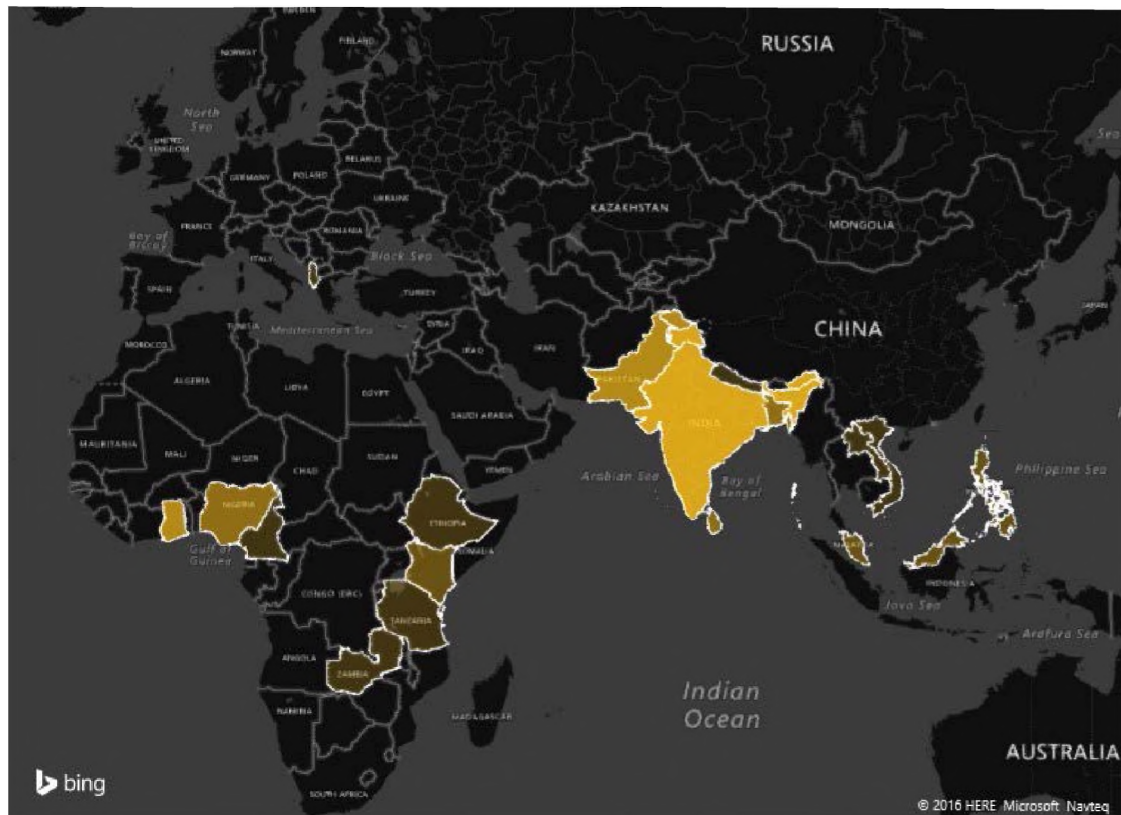 SWEDEN
FINLAND
NORWAY
RUSSIA
North
Sea
UNITED
KINGDOM
BELARUS
GERMANY
POLAND
UKRAINE
KAZAKHSTAN
FRANCE
MONGOLIA
Bay of
Biscay
ROMANIA
ITALY
Black Sea
SPAIN
TURKEY
JAPAN
TUNISIA
Mediterranean Sea
SYRIA
CHINA
MOROCCO
IRAQ
IRAN
ALGERIA
LIBYA
EGYPT
PAKISTAN
SAUDI ARABIA
INDIA
MAURITANIA
MALI
NIGER
CHAD
SUDAN
YEMEN
Arabian Sea
Bay of
Bengal
Philippine Sea
NIGERIA
ETHIOPIA
Gulf of
Guinea
SOMALIA
MALAYSIA
CONGO (DRC)
INDONESIA
TANZANIA
Java Sea
Arafura Sea
ANGOLA
ZAMBIA
Indian
Ocean
NAMIBIA
MADAGASCAR
AUSTRALIA
bing
SOUTH AFRICA
© 2016 HERE Microsoft Navteq